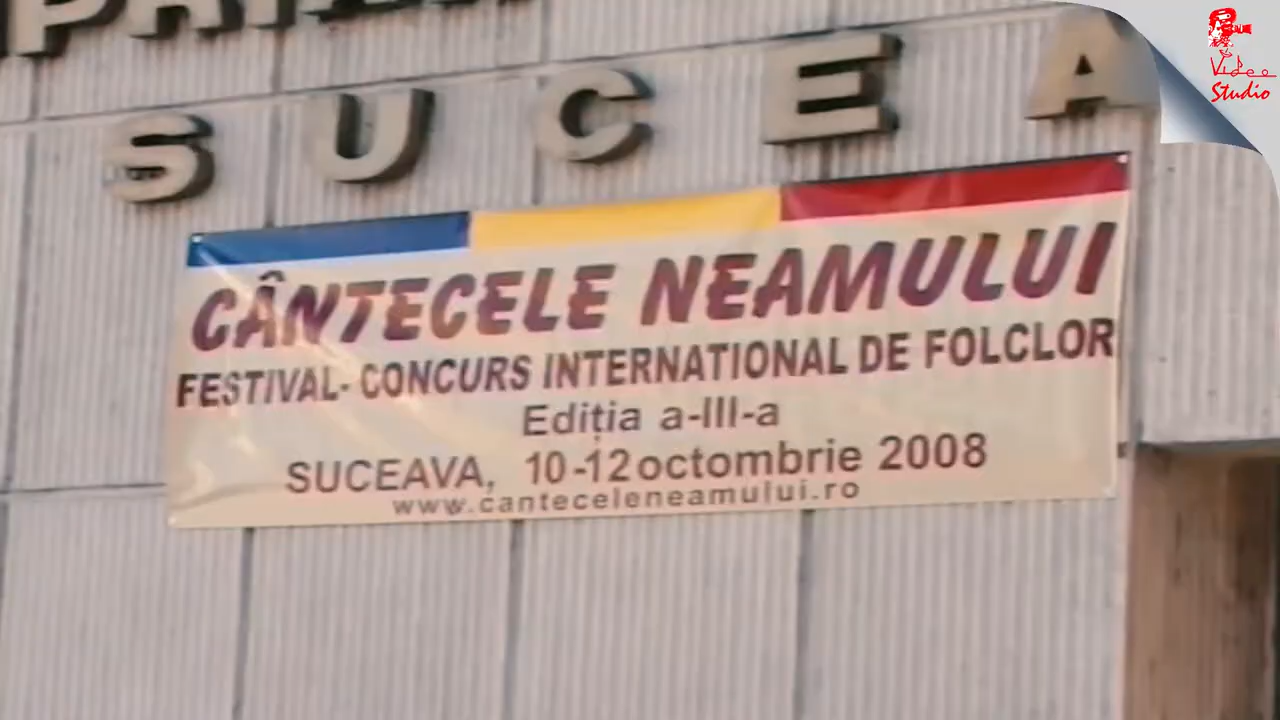 SUCEA
CÂNTECELE NEAMULUI
FESTIVAL- CONCURS INTERNATIONAL DE FOLCLOR
Ediția a-III-a
SUCEAVA, 10-12 octombrie 2008
www.canteceleneamului.ro
Video
Studio